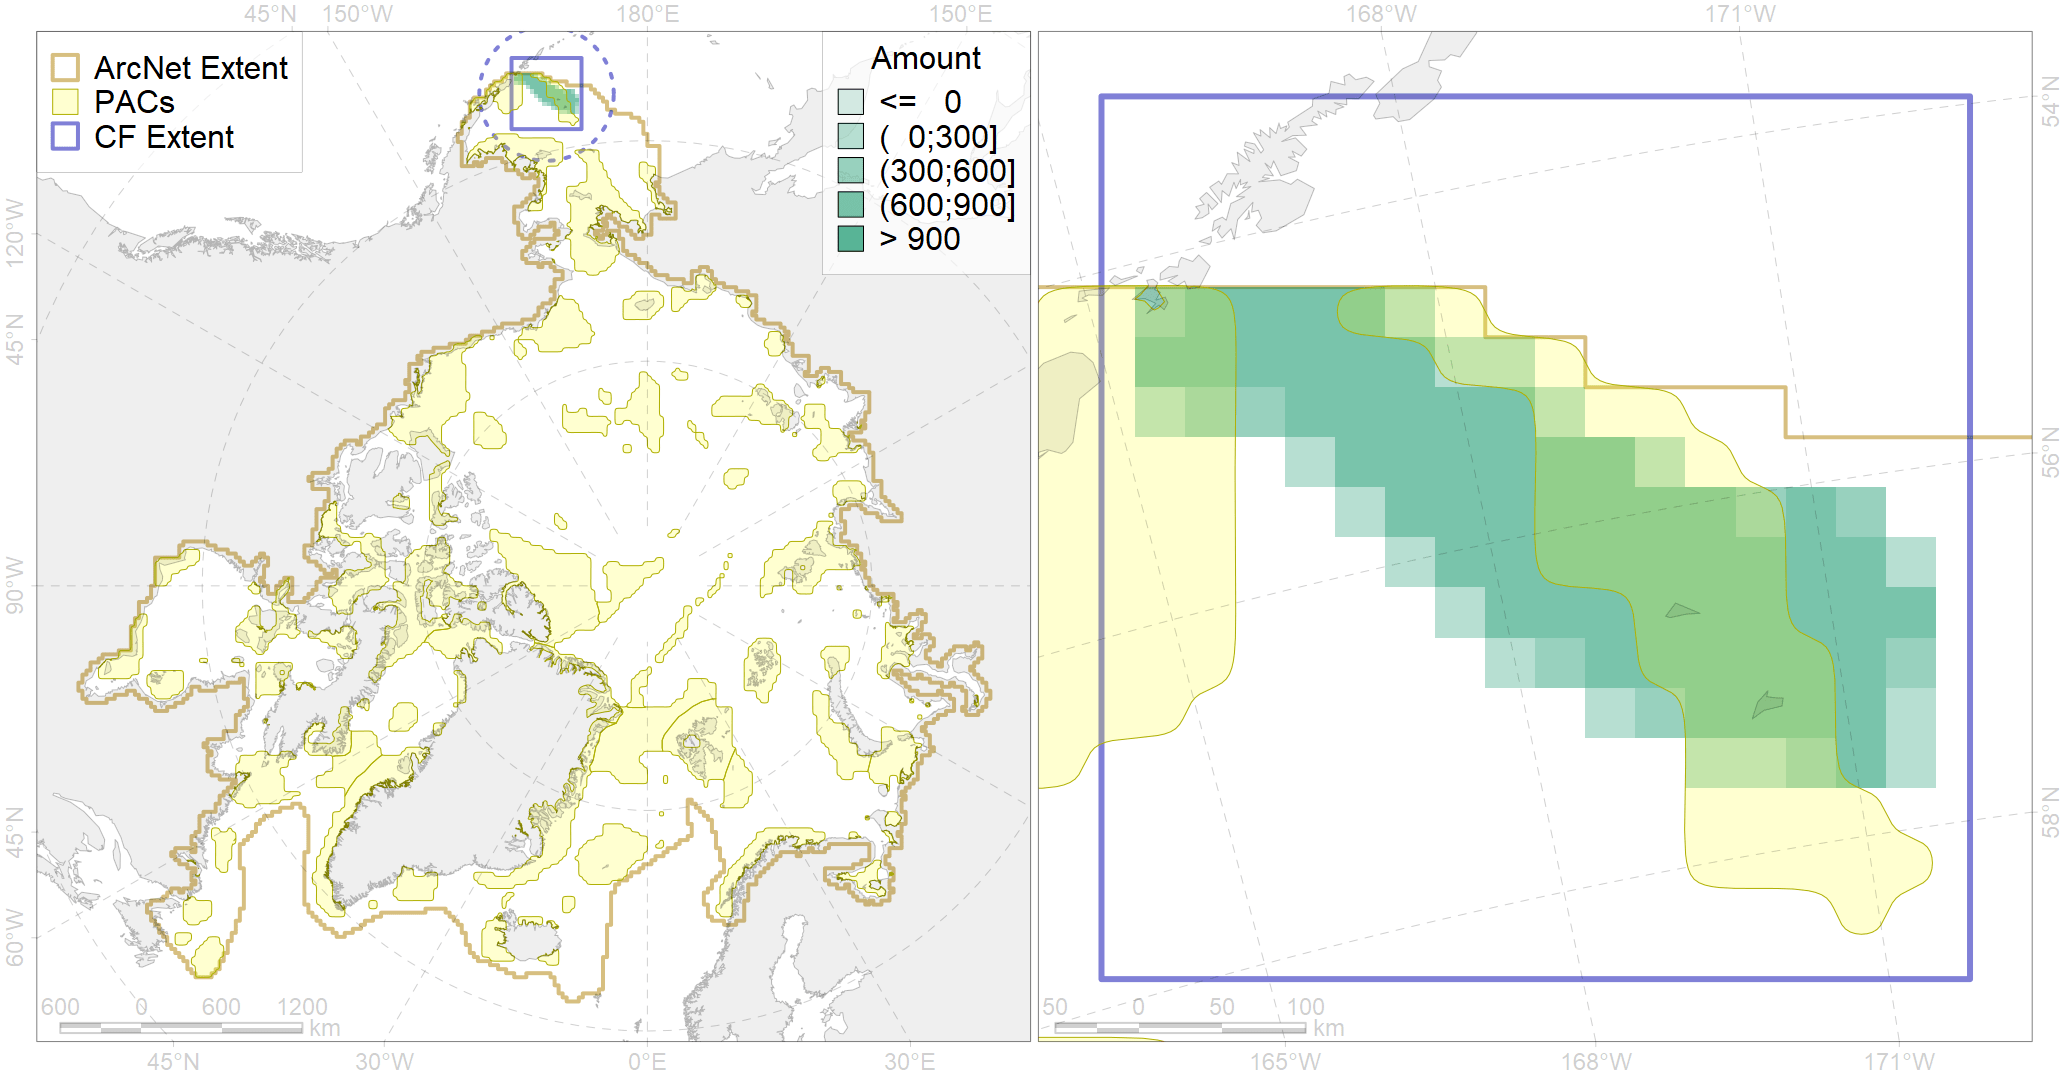 45°N 150°W 180°E 150°E 168°W 171°W
ArcNet Extent
PACs
CF Extent
Amount
<= 0
( 0;300]
(300;600]
(600;900]
> 900
120°W
45°N
90°W
45°N
60°W
54°N
56°N
58°N
600 0 600 1200
km
50 0 50 100
km
45°N 30°W 0°E 30°E 165°W 168°W 171°W